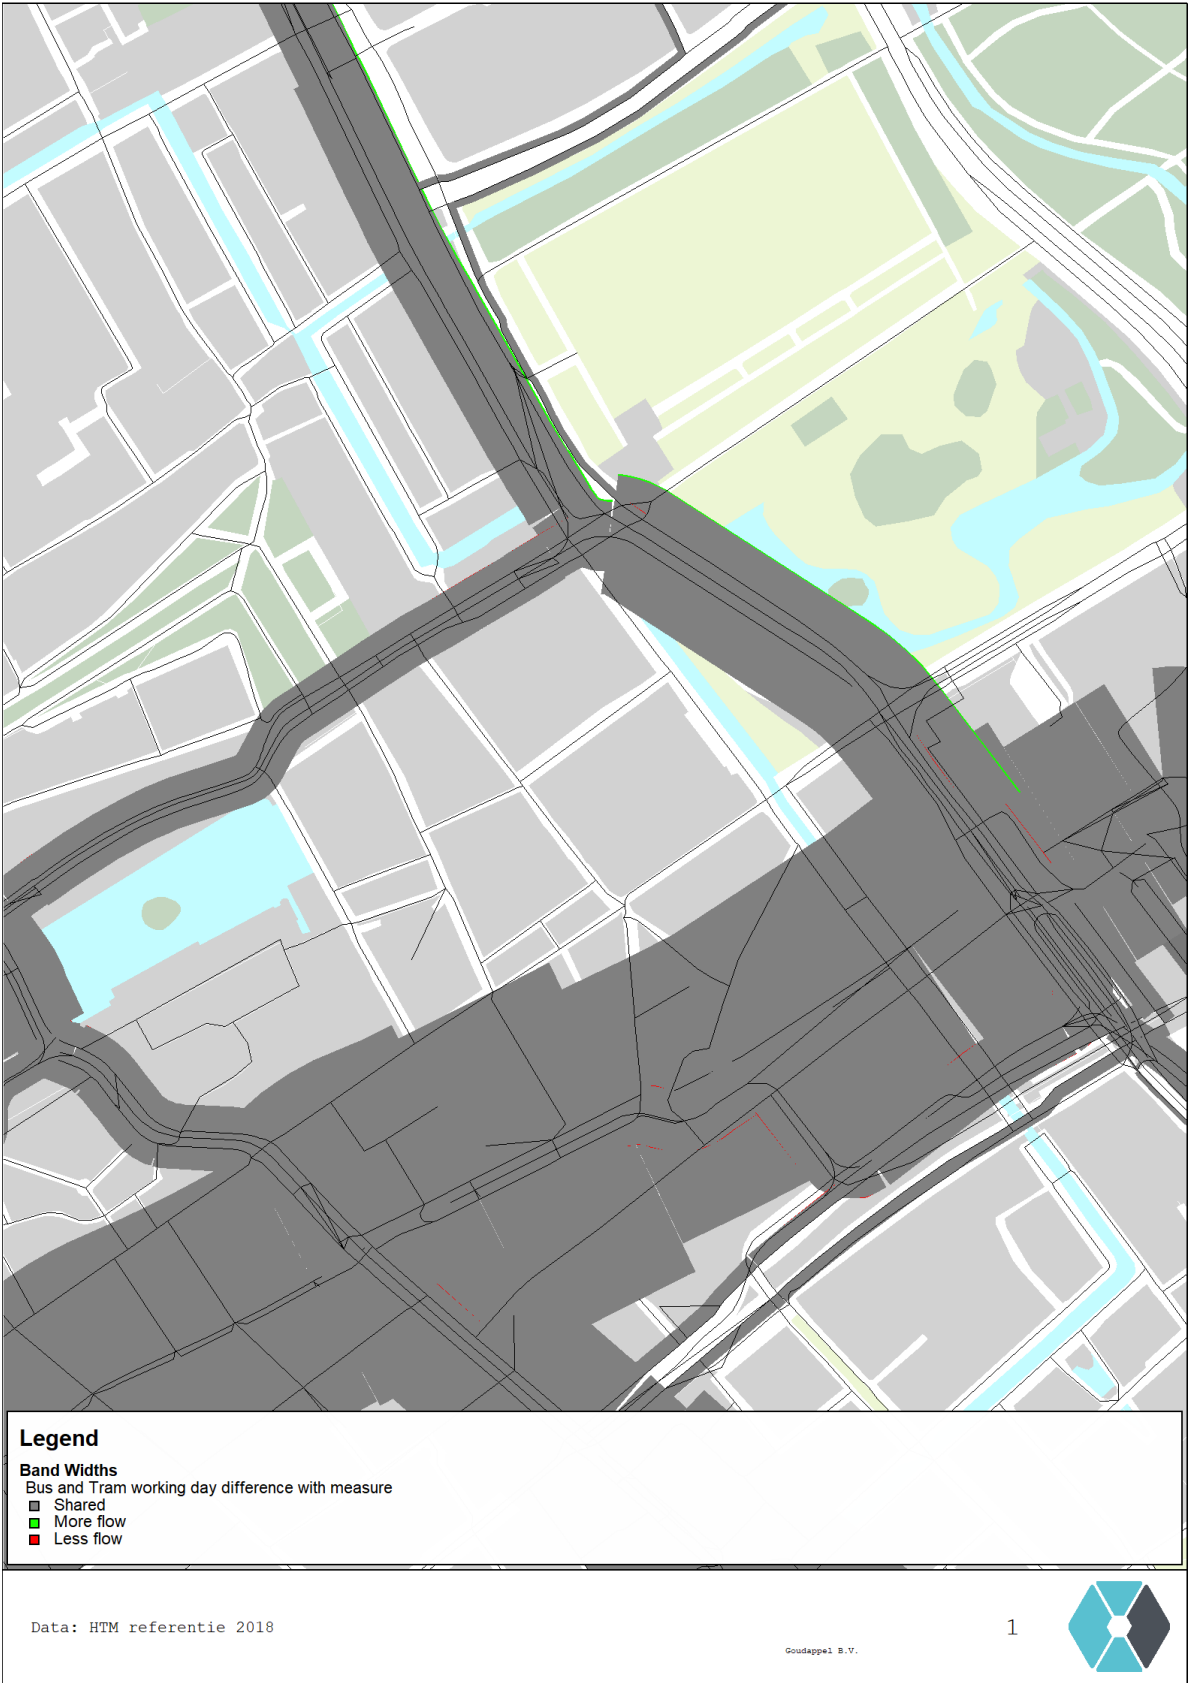 Legend
Band Widths
Bus and Tram working day difference with measure
Shared
More flow
Less flow
Data: HTM referentie 2018
1
Goudappel B.V.